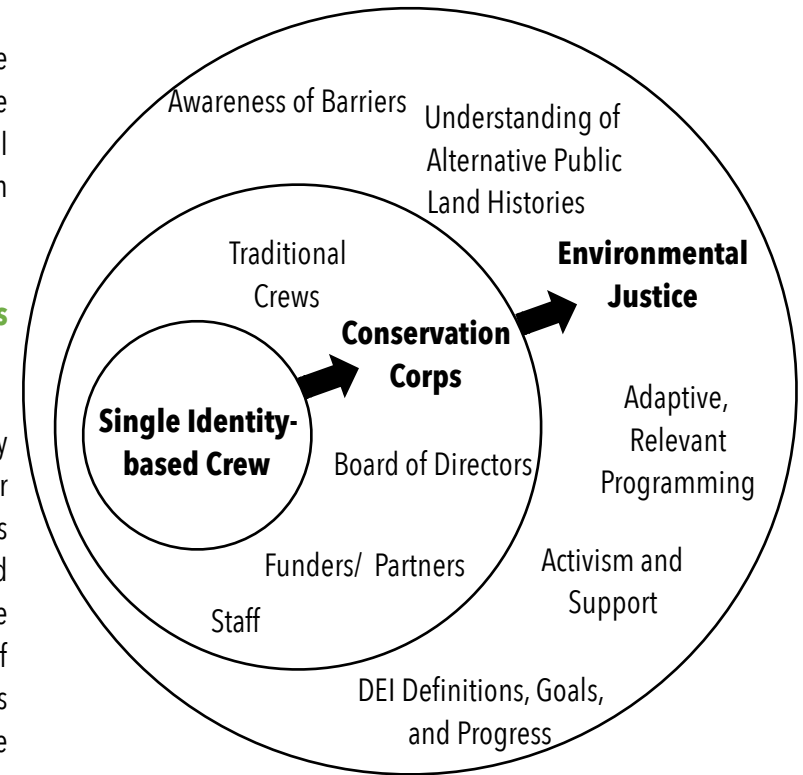 e
e
l
n
s
y
r
s
d
e
f
s
e
Awareness of Barriers
Understanding of
Alternative Public
Land Histories
Environmental
Justice
Traditional
Crews
Conservation
Corps
Single Identity-
based Crew
Board of Directors
Adaptive,
Relevant
Programming
Funders/ Partners
Activism and
Support
Staff
DEI Definitions, Goals,
and Progress